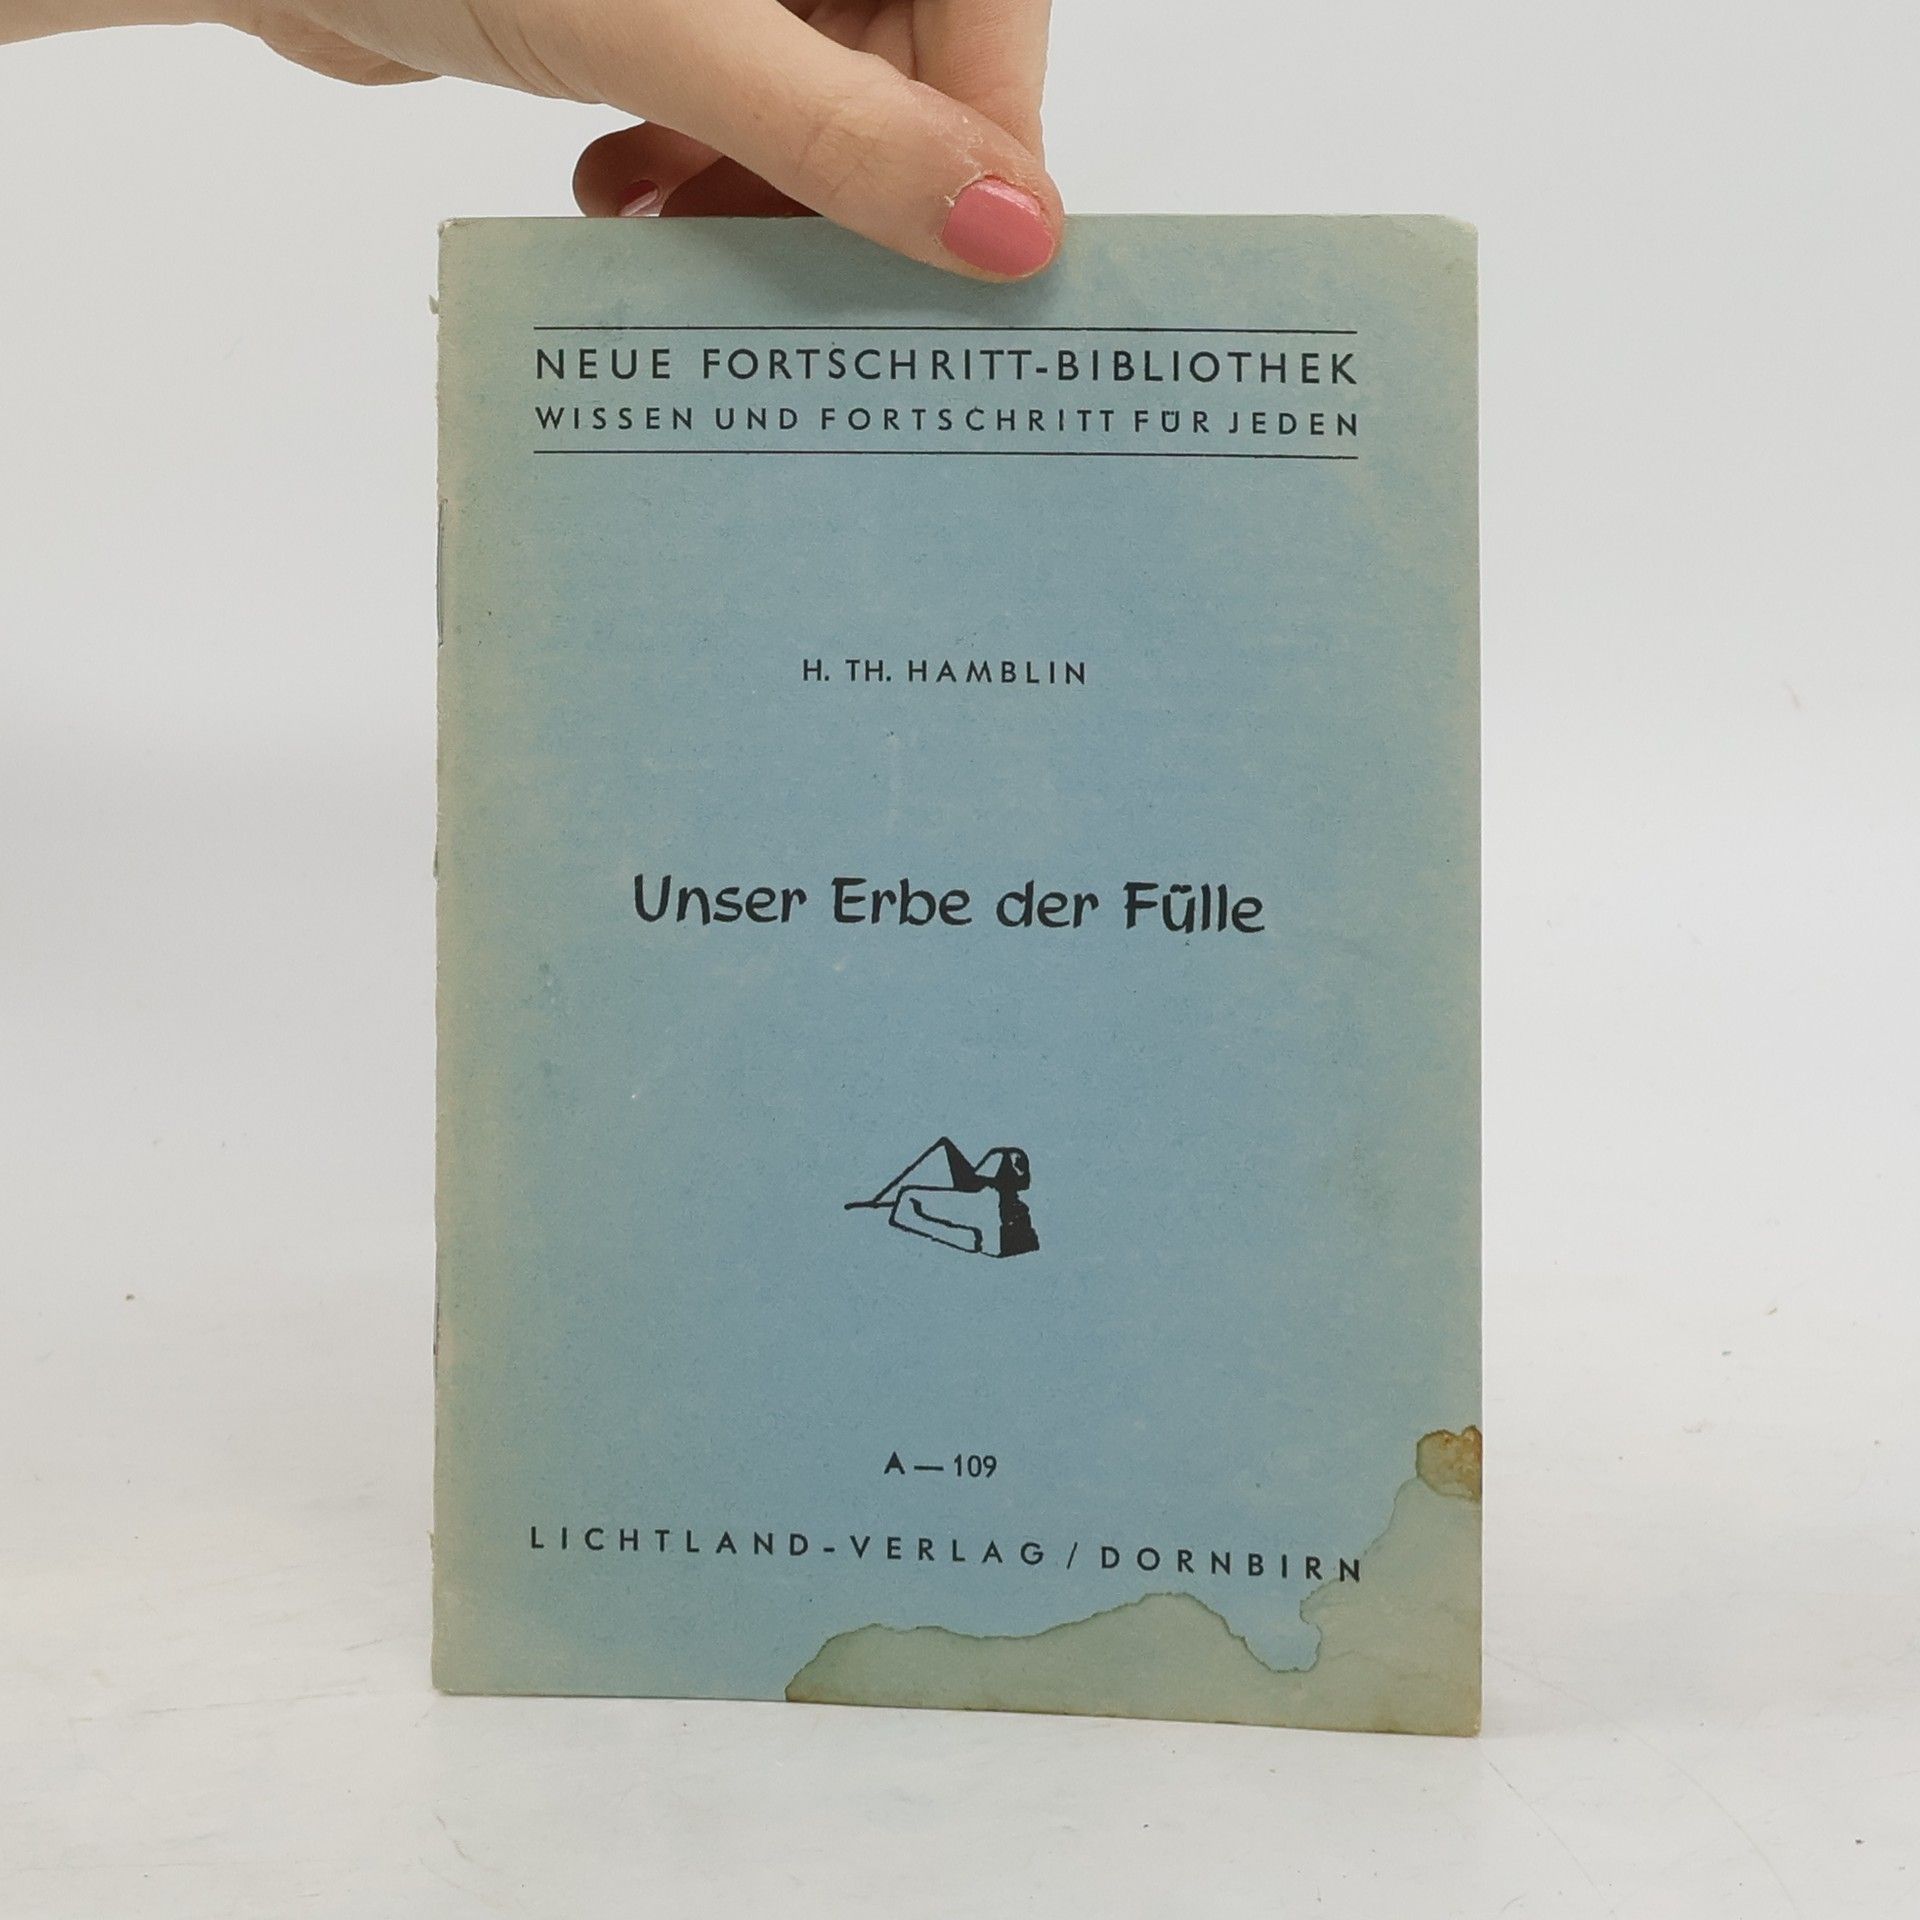 NEUE FORTSCHRITT-BIBLIOTHEK
WISSEN UND FORTSCHRITT FÜR JEDEN
H. TH. HAMBLIN
Unser Erbe der Fülle
A — 109
LICHTLAND-VERLAG / DORNBIRN